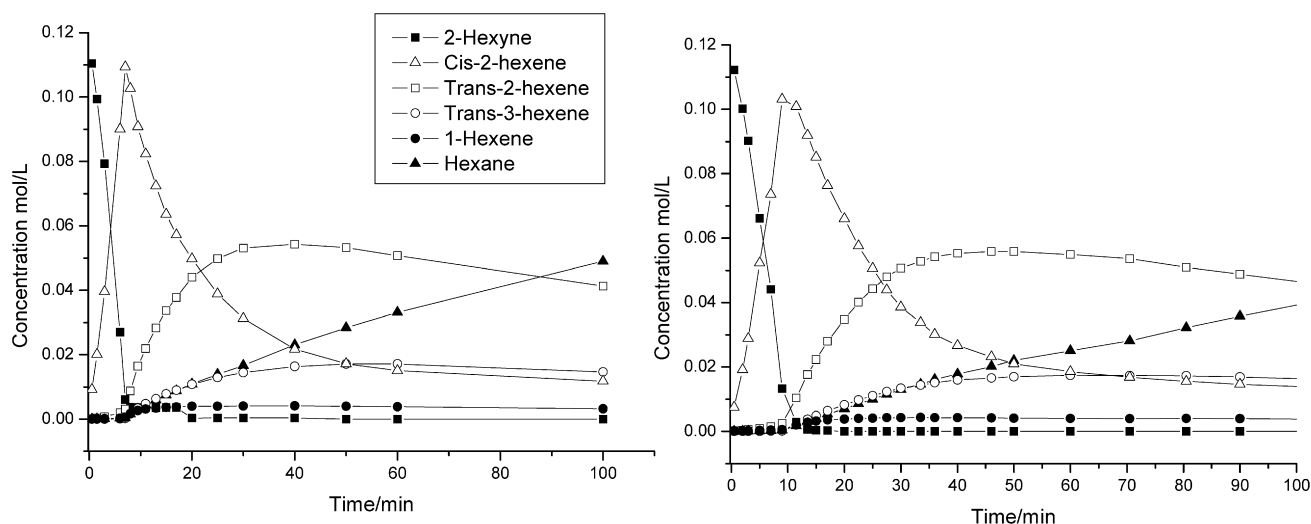 0.12
0.10
0.08
0.06
0.04
0.02
0.00
Concentration mol/L
0 20 40 60 80 100
Time/min
2-Hexyne
Cis-2-hexene
Trans-2-hexene
Trans-3-hexene
1-Hexene
Hexane
0.12
0.10
0.08
0.06
0.04
0.02
0.00
Concentration mol/L
0 10 20 30 40 50 60 70 80 90 100
Time/min